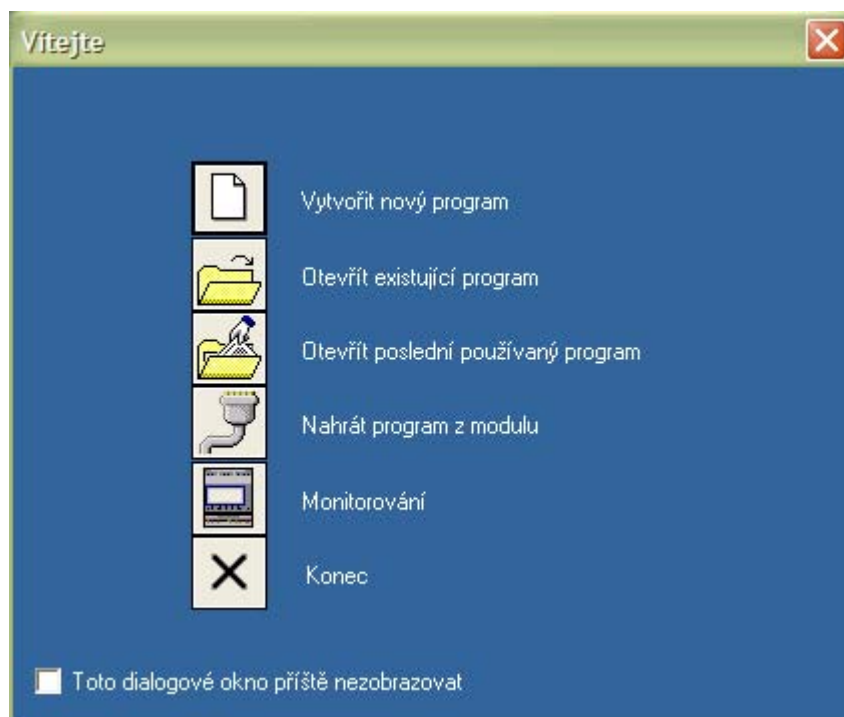 Vítejte
Vytvořit nový program
Otevřít existující program
Otevřít poslední používaný program
Nahrát program z modulu
Monitorování
Konec
Toto dialogové okno příště nezobrazovat